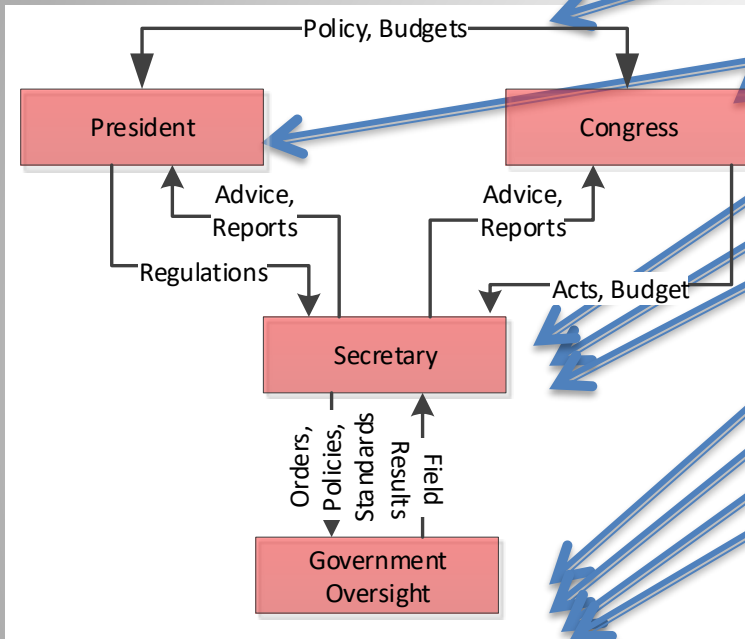 Policy, Budgets
President
Congress
Advice,
Reports
Advice,
Reports
Regulations
Acts, Budget
Secretary
Orders,
Policies,
Standards
Field
Results
Government
Oversight